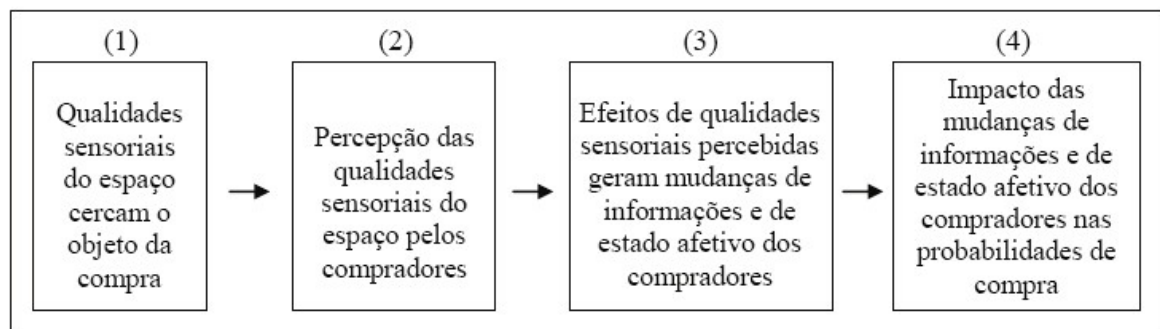 (1)
Qualidades
sensoriais
do espaço
cercam o
objeto da
compra
(2)
Percepção das
qualidades
sensoriais do
espaço pelos
compradores
(3)
Efeitos de qualidades
sensoriais percebidas
geram mudanças de
informações e de
estado afetivo dos
compradores
(4)
Impacto das
mudanças de
informações e de
estado afetivo dos
compradores nas
probabilidades de
compra